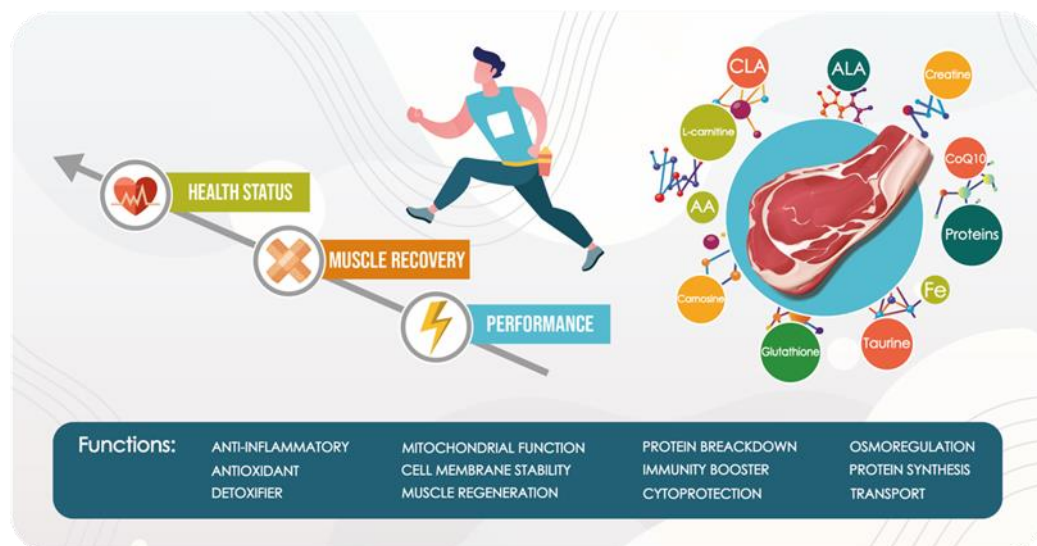 HEALTH STATUS
MUSCLE RECOVERY
PERFORMANCE
CLA
ALA
Creatine
L-carnitine
CoQ10
AA
Proteins
Carnosine
Fe
Glutathione
Taurine
Functions:
ANTI-INFLAMMATORY
ANTIOXIDANT
DETOXIFIER
MITOCHONDRIAL FUNCTION
CELL MEMBRANE STABILITY
MUSCLE REGENERATION
PROTEIN BREACKDOWN
IMMUNITY BOOSTER
CYTOPROTECTION
OSMOREGULATION
PROTEIN SYNTHESIS
TRANSPORT